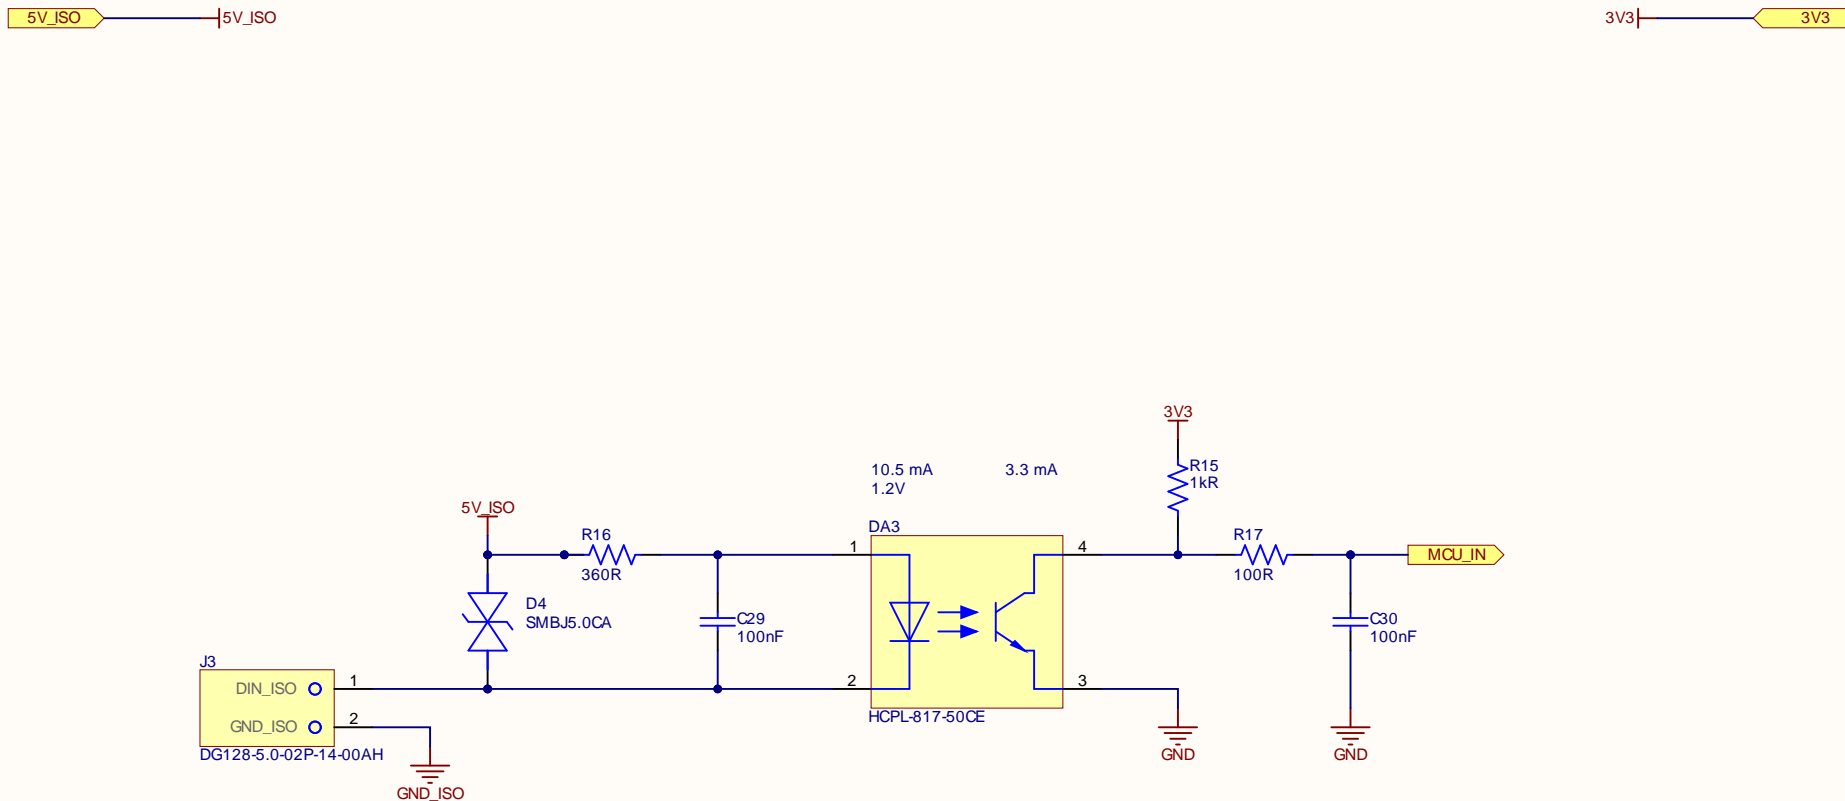 5V_ISO
5V_ISO
3V3
3V3
3V3
10.5 mA
3.3 mA
1.2V
R15
1kR
5V_ISO
R16
360R
DA3
1
4
R17
100R
MCU_IN
D4
SMBJ5.0CA
C29
100nF
C30
100nF
J3
DIN_ISO
1
GND_ISO
2
DG128-5.0-02P-14-00AH
2
3
HCPL-817-50CE
GND
GND
GND_ISO